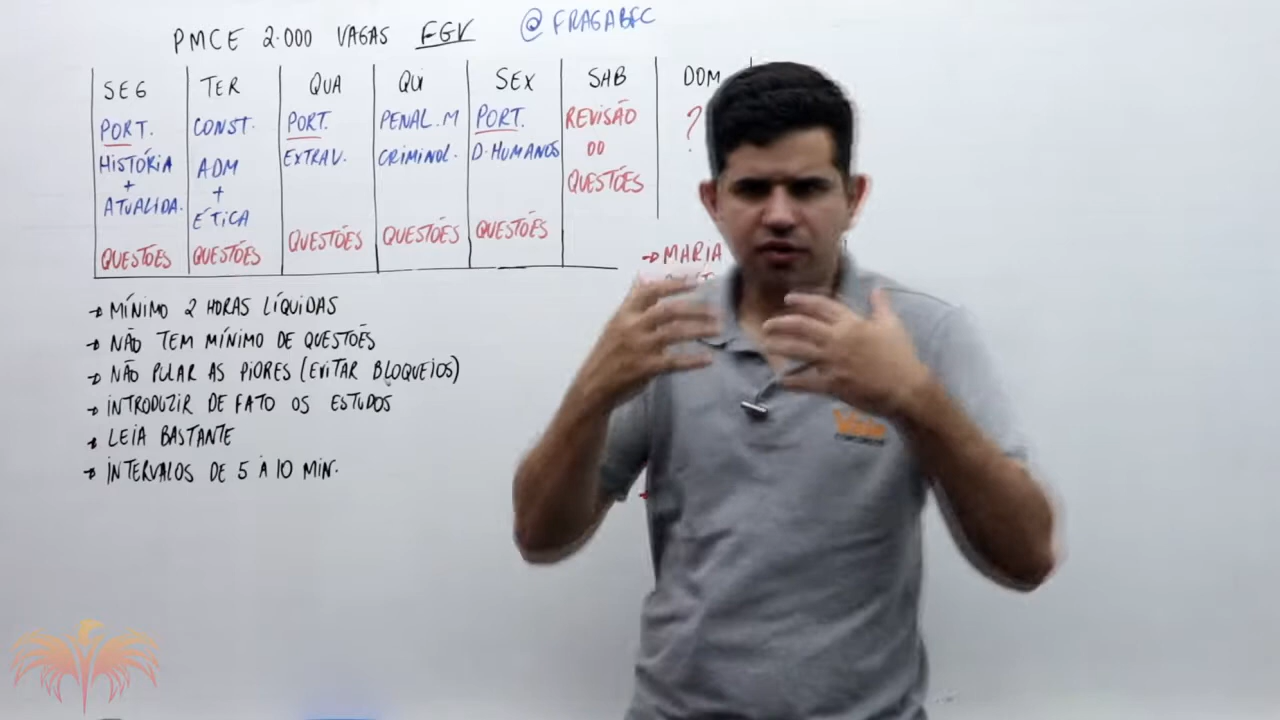 PMCE 2.000 VAGAS FGV @FRAGABFC
SEG TER QUA QUI SEX SAB DOM
PORT. CONST. PORT. PENAL.M PORT. REVISÃO ?
HISTÓRIA ADM EXTRAV. CRIMINOL. D.HUMANOS OU
+ + QUESTÕES
ATUALIDA. ÉTICA
QUESTÕES QUESTÕES QUESTÕES QUESTÕES QUESTÕES
→ MARIA
→ MÍNIMO 2 HORAS LÍQUIDAS
→ NÃO TEM MÍNIMO DE QUESTÕES
→ NÃO PULAR AS PIORES (EVITAR BLOQUEIOS)
→ INTRODUZIR DE FATO OS ESTUDOS
→ LEIA BASTANTE
→ INTERVALOS DE 5 À 10 MIN.